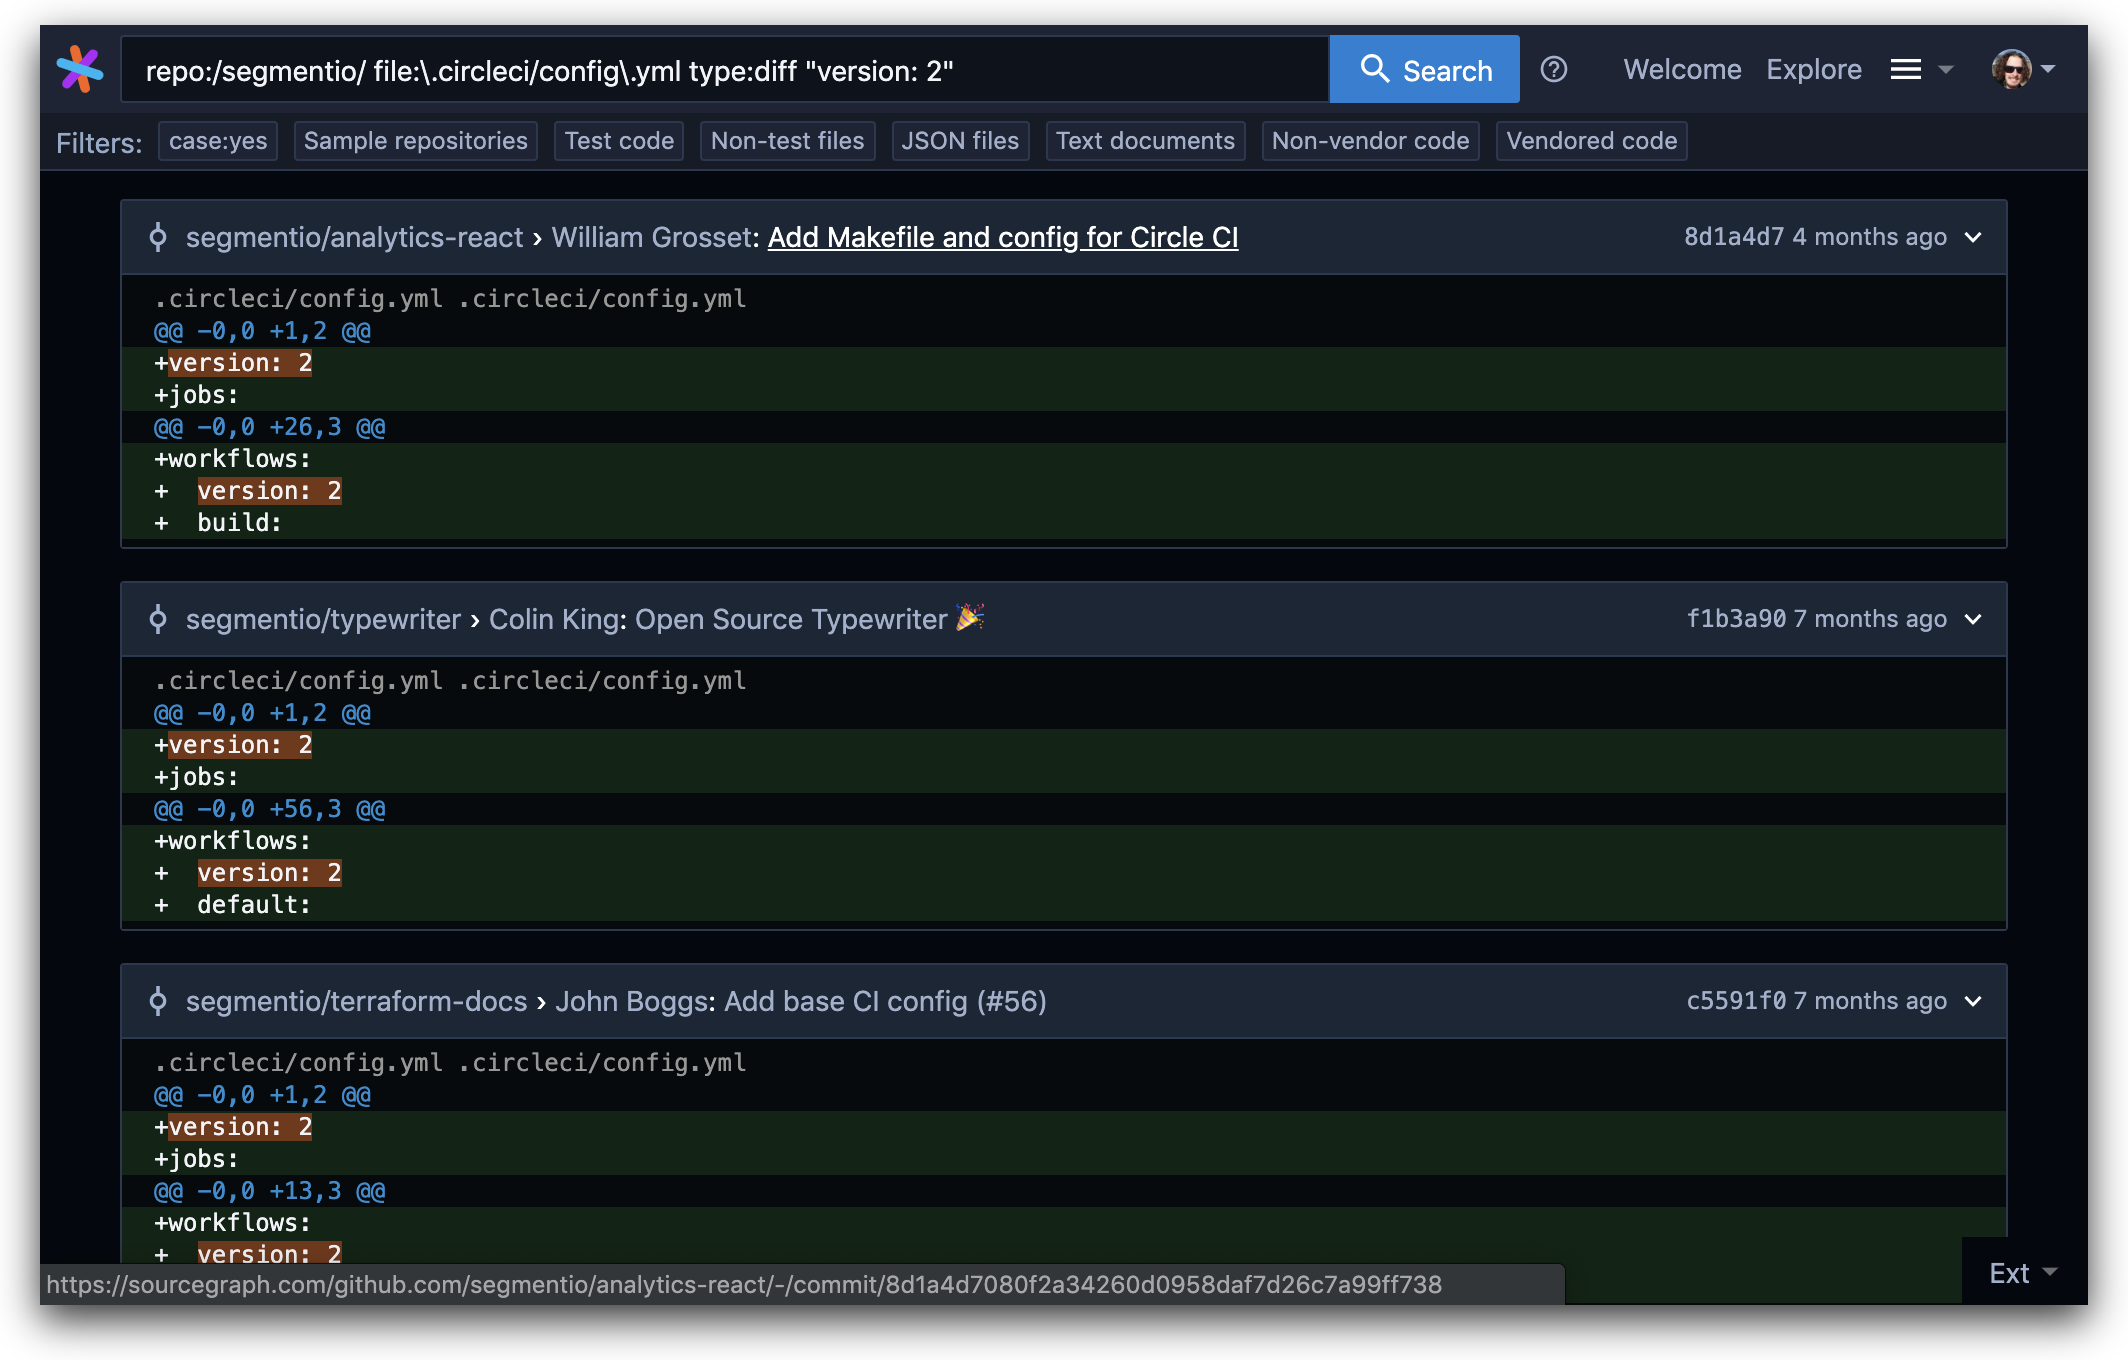 repo:/segmentio/ file:\.circleci/config\.yml type:diff "version: 2"
Search
Welcome Explore
Filters: case:yes Sample repositories Test code Non-test files JSON files Text documents Non-vendor code Vendored code
segmentio/analytics-react › William Grosset: Add Makefile and config for Circle CI 8d1a4d7 4 months ago
.circleci/config.yml .circleci/config.yml
@@ -0,0 +1,2 @@
+version: 2
+jobs:
@@ -0,0 +26,3 @@
+workflows:
+  version: 2
+  build:
segmentio/typewriter › Colin King: Open Source Typewriter 🎉 f1b3a90 7 months ago
.circleci/config.yml .circleci/config.yml
@@ -0,0 +1,2 @@
+version: 2
+jobs:
@@ -0,0 +56,3 @@
+workflows:
+  version: 2
+  default:
segmentio/terraform-docs › John Boggs: Add base CI config (#56) c5591f0 7 months ago
.circleci/config.yml .circleci/config.yml
@@ -0,0 +1,2 @@
+version: 2
+jobs:
@@ -0,0 +13,3 @@
+workflows:
+  version: 2
https://sourcegraph.com/github.com/segmentio/analytics-react/-/commit/8d1a4d7080f2a34260d0958daf7d26c7a99ff738
Ext